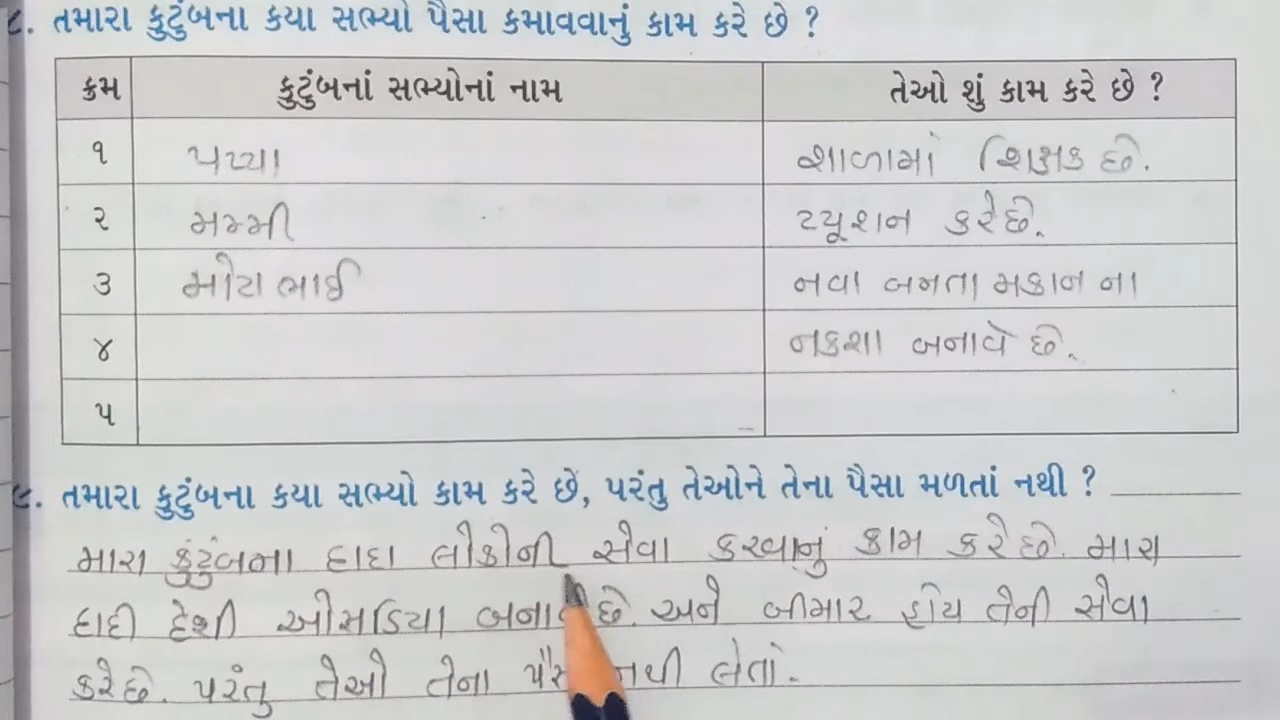 ૮. તમારા કુટુંબના કયા સભ્યો પૈસા કમાવવાનું કામ કરે છે ?
ક્રમ કુટુંબનાં સભ્યોનાં નામ તેઓ શું કામ કરે છે ?
૧ પપ્પા શાળામાં શિક્ષક છે.
૨ મમ્મી ટ્યૂશન કરે છે.
૩ મોટા ભાઈ નવા બનતા મકાન ના
૪ નકશા બનાવે છે.
૫
૯. તમારા કુટુંબના કયા સભ્યો કામ કરે છે, પરંતુ તેઓને તેના પૈસા મળતાં નથી ?
મારા કુટુંબના દાદા લોકોની સેવા કરવાનું કામ કરે છે. મારા
દાદી દેશી ઓસડિયા છે. અને બીમાર હોય તેની સેવા
કરે છે. પરંતુ તેઓ તેના નથી લેતાં.